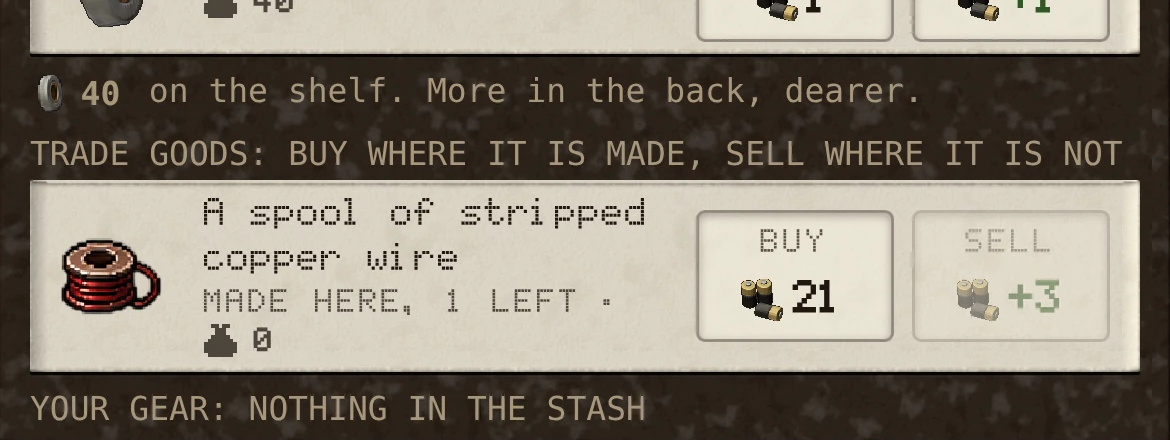 40
1
+1
40 on the shelf. More in the back, dearer.
TRADE GOODS: BUY WHERE IT IS MADE, SELL WHERE IT IS NOT
A spool of stripped
copper wire
MADE HERE, 1 LEFT ·
0
BUY
21
SELL
+3
YOUR GEAR: NOTHING IN THE STASH